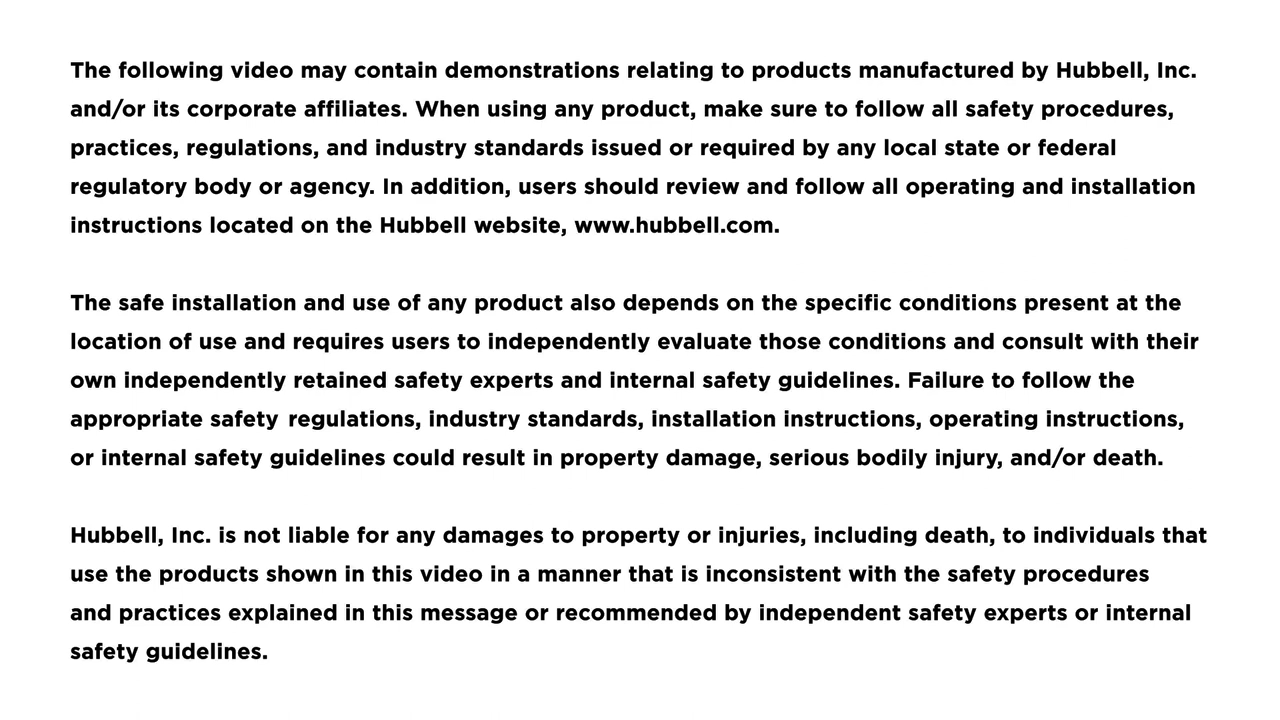 The following video may contain demonstrations relating to products manufactured by Hubbell, Inc.
and/or its corporate affiliates. When using any product, make sure to follow all safety procedures,
practices, regulations, and industry standards issued or required by any local state or federal
regulatory body or agency. In addition, users should review and follow all operating and installation
instructions located on the Hubbell website, www.hubbell.com.
The safe installation and use of any product also depends on the specific conditions present at the
location of use and requires users to independently evaluate those conditions and consult with their
own independently retained safety experts and internal safety guidelines. Failure to follow the
appropriate safety regulations, industry standards, installation instructions, operating instructions,
or internal safety guidelines could result in property damage, serious bodily injury, and/or death.
Hubbell, Inc. is not liable for any damages to property or injuries, including death, to individuals that
use the products shown in this video in a manner that is inconsistent with the safety procedures
and practices explained in this message or recommended by independent safety experts or internal
safety guidelines.